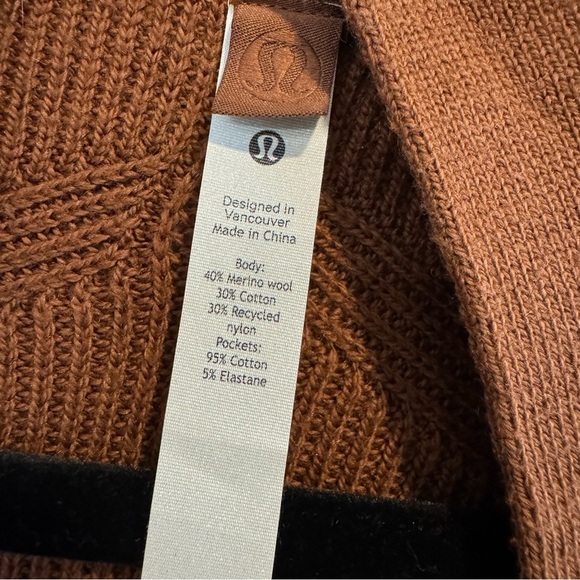 Designed in
Vancouver
Made in China
Body:
40% Merino wool
30% Cotton
30% Recycled
nylon
Pockets:
95% Cotton
5% Elastane